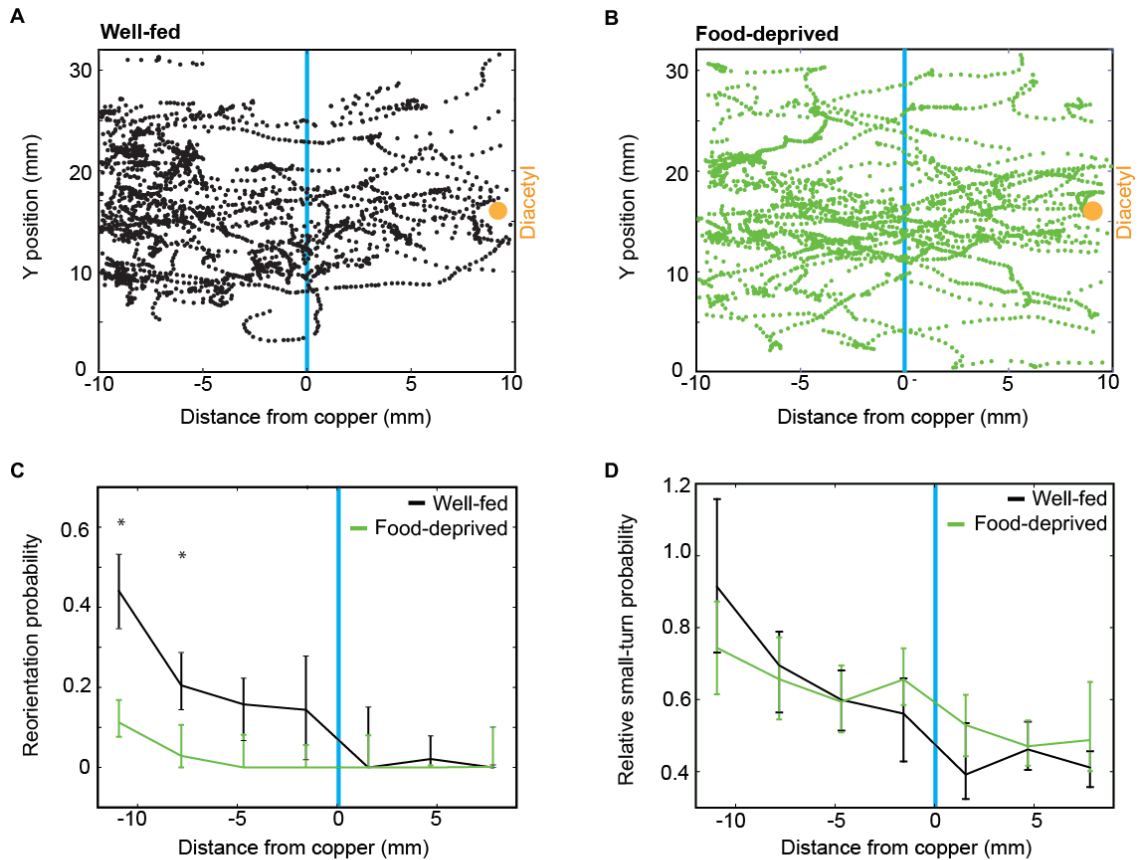 A
Well-fed
30
20
10
0
Y position (mm)
-10
-5
0
5
10
Distance from copper (mm)
Diacetyl
B
Food-deprived
30
20
10
0
Y position (mm)
-10
-5
0
-
5
10
Distance from copper (mm)
Diacetyl
C
Well-fed
Food-deprived
*
*
0.6
0.4
0.2
0
Reorientation probability
-10
-5
0
5
Distance from copper (mm)
D
Well-fed
Food-deprived
1.2
1.0
0.8
0.6
0.4
Relative small-turn probability
-10
-5
0
5
Distance from copper (mm)